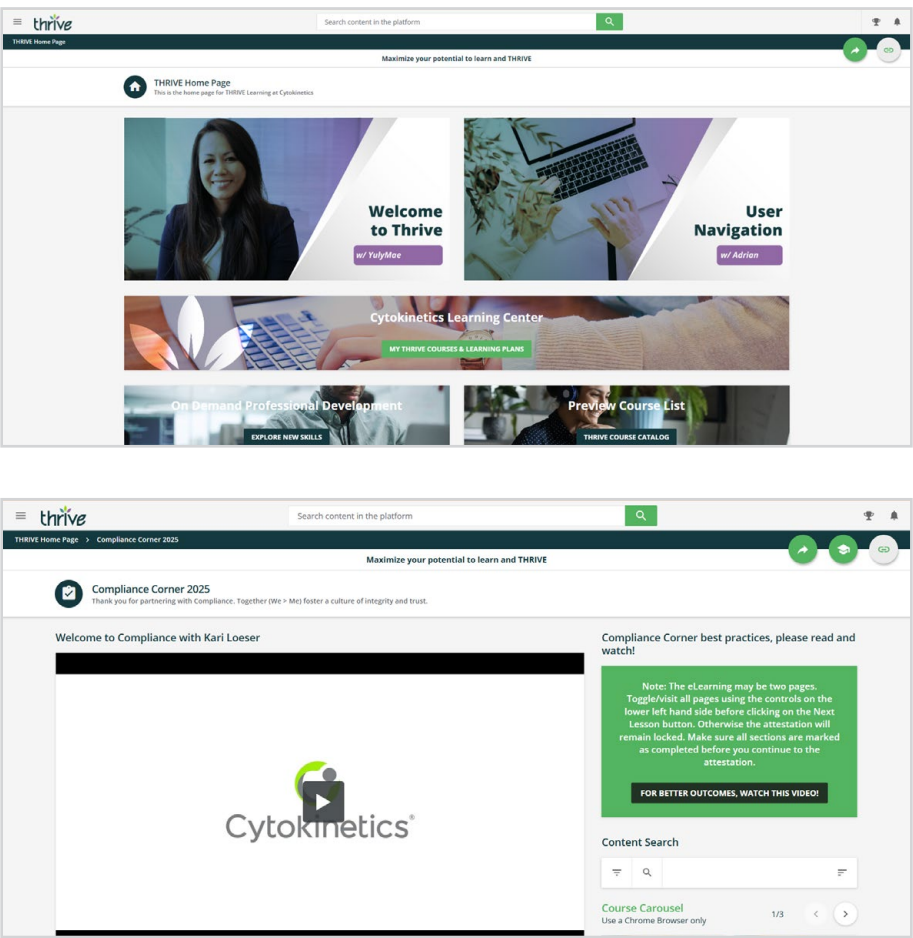 thrive
Search content in the platform
THRIVE Home Page
Maximize your potential to learn and THRIVE
THRIVE Home Page
This is the home page for THRIVE Learning at Cytokinetics
Welcome
to Thrive
w/ YulyMae
User
Navigation
w/ Adrian
Cytokinetics Learning Center
MY THRIVE COURSES & LEARNING PLANS
On Demand Professional Development
EXPLORE NEW SKILLS
Preview Course List
THRIVE COURSE CATALOG
thrive
Search content in the platform
THRIVE Home Page > Compliance Corner 2025
Maximize your potential to learn and THRIVE
Compliance Corner 2025
Thank you for partnering with Compliance. Together (We > Me) foster a culture of integrity and trust.
Welcome to Compliance with Kari Loeser
Cytokinetics®
Compliance Corner best practices, please read and
watch!
Note: The eLearning may be two pages.
Toggle/visit all pages using the controls on the
lower left hand side before clicking on the Next
Lesson button. Otherwise the attestation will
remain locked. Make sure all sections are marked
as completed before you continue to the
attestation.
FOR BETTER OUTCOMES, WATCH THIS VIDEO!
Content Search
Course Carousel
Use a Chrome Browser only
1/3